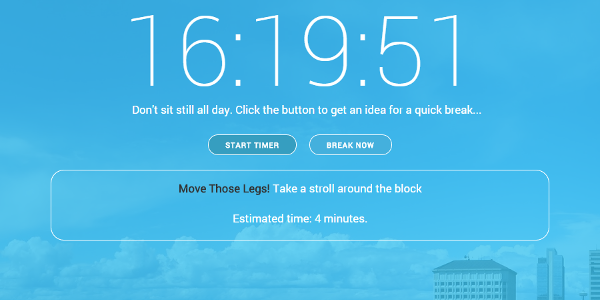 16:19:51
Don't sit still all day. Click the button to get an idea for a quick break...
START TIMER BREAK NOW
Move Those Legs! Take a stroll around the block
Estimated time: 4 minutes.